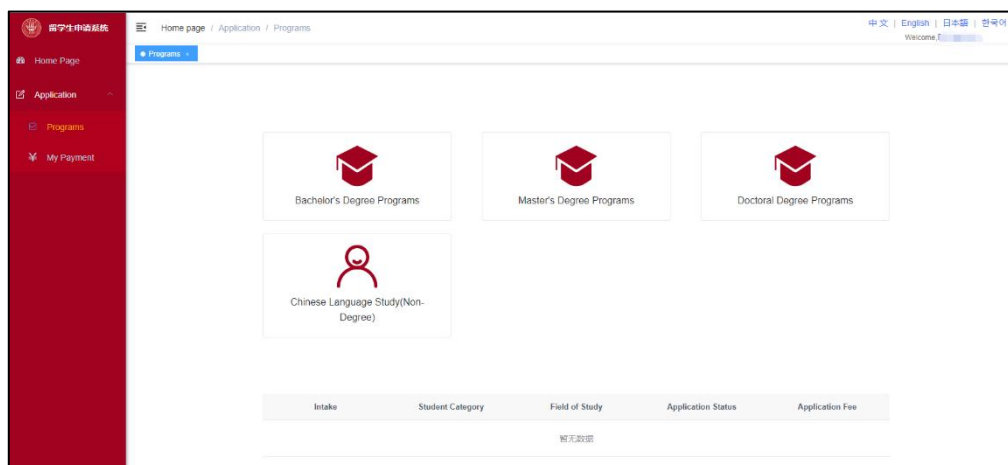 留学生申请系统
Home page / Application / Programs
中文 | English | 日本語 | 한국어
Welcome,
Programs ×
Home Page
Application
Programs
My Payment
Bachelor's Degree Programs
Master's Degree Programs
Doctoral Degree Programs
Chinese Language Study(Non-
Degree)
Intake Student Category Field of Study Application Status Application Fee
暂无数据